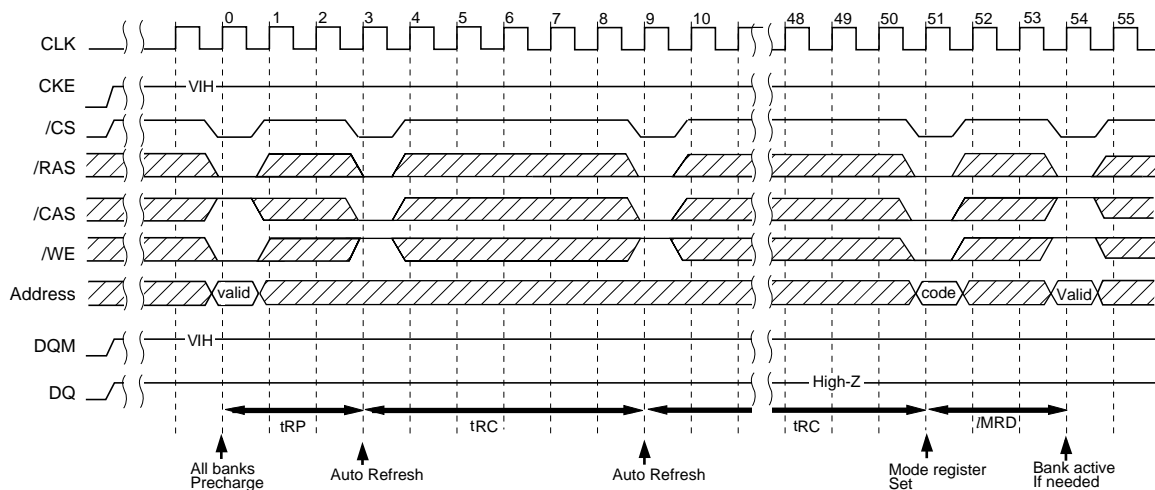 0 1 2 3 4 5 6 7 8 9 10 48 49 50 51 52 53 54 55
CLK
CKE VIH
/CS
/RAS
/CAS
/WE
Address valid code Valid
DQM VIH
DQ High-Z
tRP tRC tRC lMRD
All banks
Precharge
Auto Refresh
Auto Refresh
Mode register
Set
Bank active
If needed